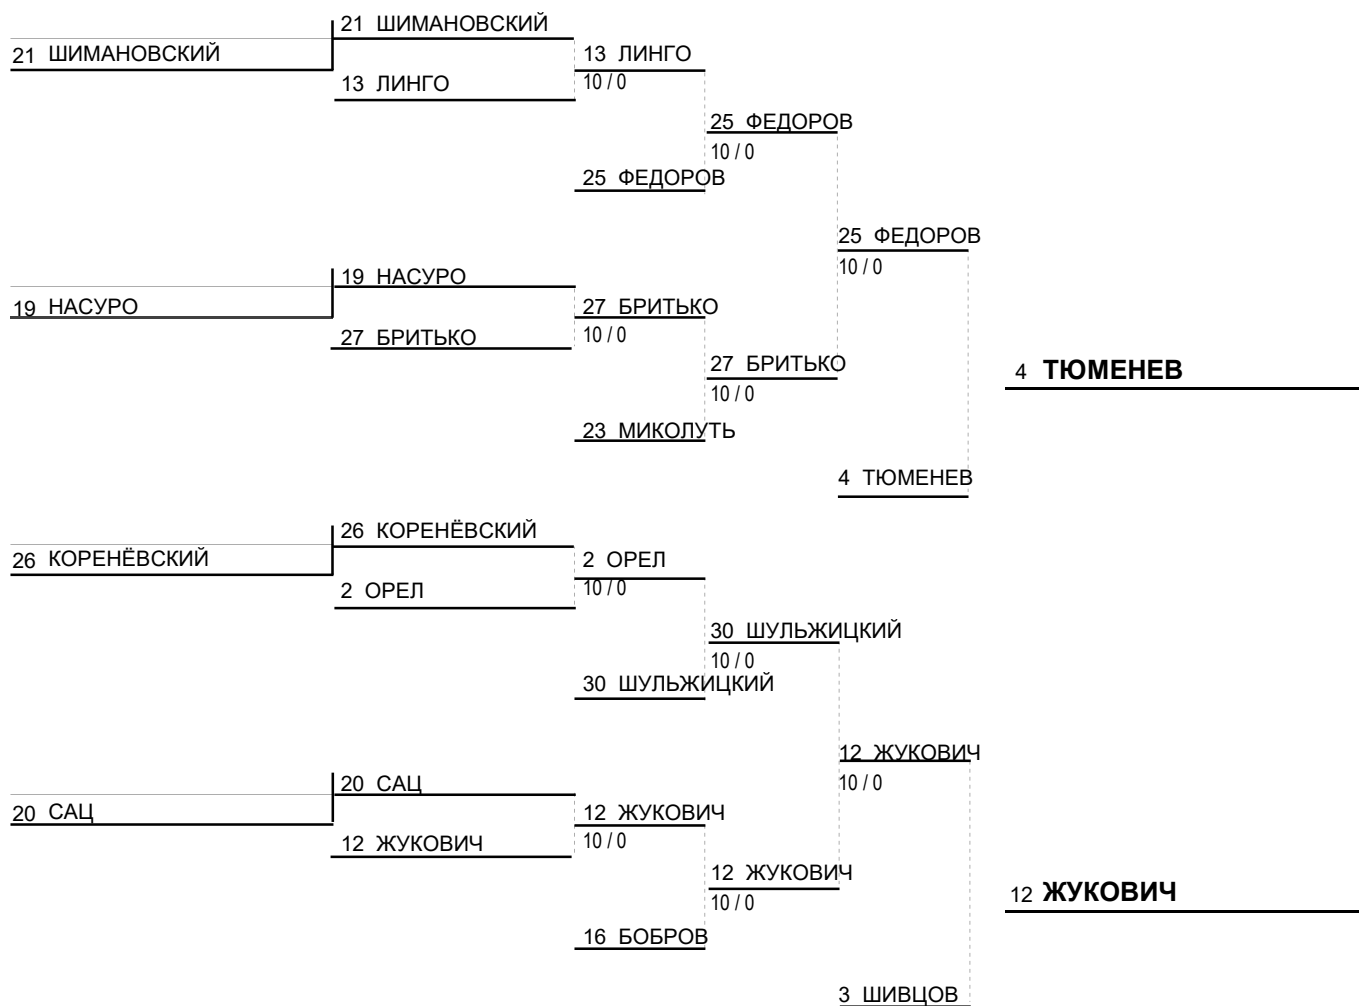 21 ШИМАНОВСКИЙ
21 ШИМАНОВСКИЙ
13 ЛИНГО
13 ЛИНГО
10 / 0
25 ФЕДОРОВ
10 / 0
25 ФЕДОРОВ
25 ФЕДОРОВ
10 / 0
19 НАСУРО
19 НАСУРО
27 БРИТЬКО
27 БРИТЬКО
10 / 0
27 БРИТЬКО
10 / 0
4 ТЮМЕНЕВ
23 МИКОЛУТЬ
4 ТЮМЕНЕВ
26 КОРЕНЁВСКИЙ
26 КОРЕНЁВСКИЙ
2 ОРЕЛ
2 ОРЕЛ
10 / 0
30 ШУЛЬЖИЦКИЙ
10 / 0
30 ШУЛЬЖИЦКИЙ
12 ЖУКОВИЧ
10 / 0
20 САЦ
20 САЦ
12 ЖУКОВИЧ
12 ЖУКОВИЧ
10 / 0
12 ЖУКОВИЧ
10 / 0
12 ЖУКОВИЧ
16 БОБРОВ
3 ШИВЦОВ